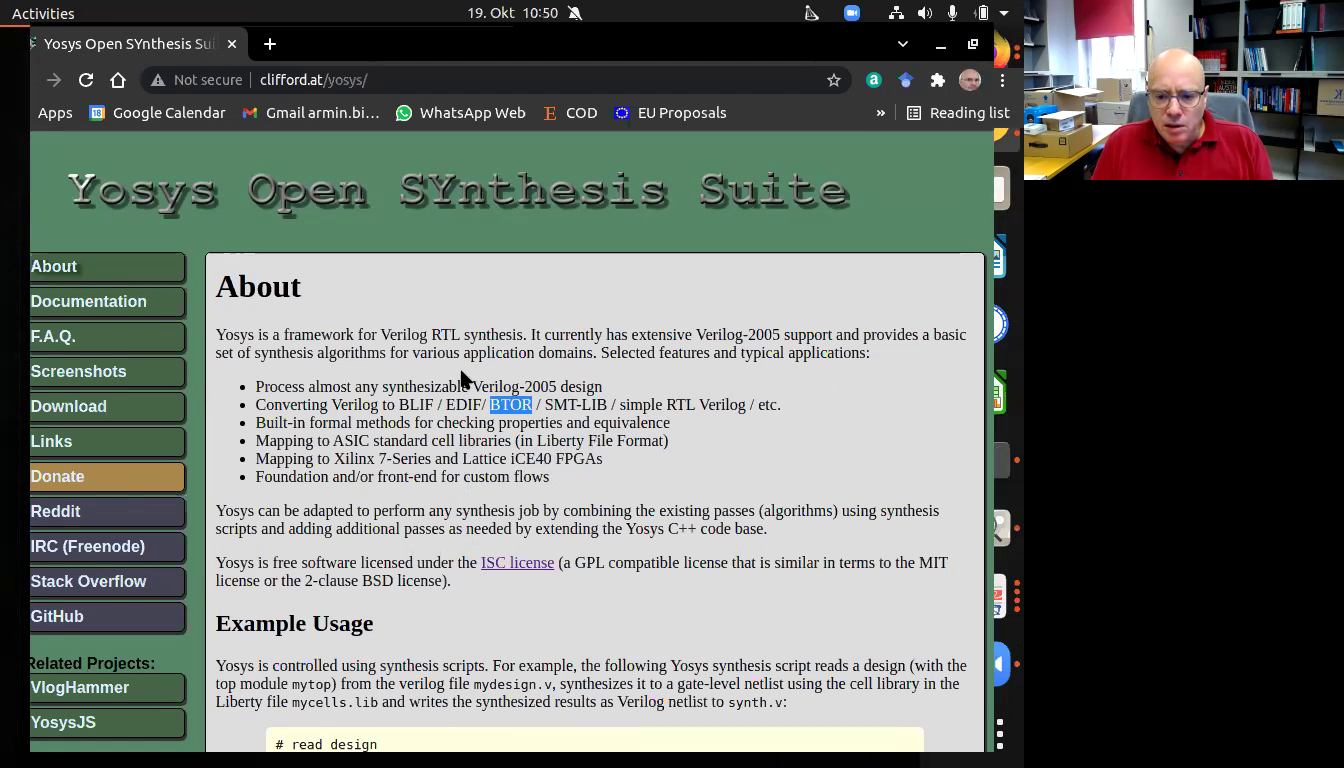 Activities
19. Okt 10:50
Yosys Open SYnthesis Sui
Not secure
clifford.at/yosys/
Apps
Google Calendar
Gmail armin.bi...
WhatsApp Web
COD
EU Proposals
»
Reading list
Yosys Open SYnthesis Suite
About
Documentation
F.A.Q.
Screenshots
Download
Links
Donate
Reddit
IRC (Freenode)
Stack Overflow
GitHub
Related Projects:
VlogHammer
YosysJS
About
Yosys is a framework for Verilog RTL synthesis. It currently has extensive Verilog-2005 support and provides a basic
set of synthesis algorithms for various application domains. Selected features and typical applications:
• Process almost any synthesizable Verilog-2005 design
• Converting Verilog to BLIF / EDIF/ BTOR / SMT-LIB / simple RTL Verilog / etc.
• Built-in formal methods for checking properties and equivalence
• Mapping to ASIC standard cell libraries (in Liberty File Format)
• Mapping to Xilinx 7-Series and Lattice iCE40 FPGAs
• Foundation and/or front-end for custom flows
Yosys can be adapted to perform any synthesis job by combining the existing passes (algorithms) using synthesis
scripts and adding additional passes as needed by extending the Yosys C++ code base.
Yosys is free software licensed under the ISC license (a GPL compatible license that is similar in terms to the MIT
license or the 2-clause BSD license).
Example Usage
Yosys is controlled using synthesis scripts. For example, the following Yosys synthesis script reads a design (with the
top module mytop) from the verilog file mydesign.v, synthesizes it to a gate-level netlist using the cell library in the
Liberty file mycells.lib and writes the synthesized results as Verilog netlist to synth.v:
# read design